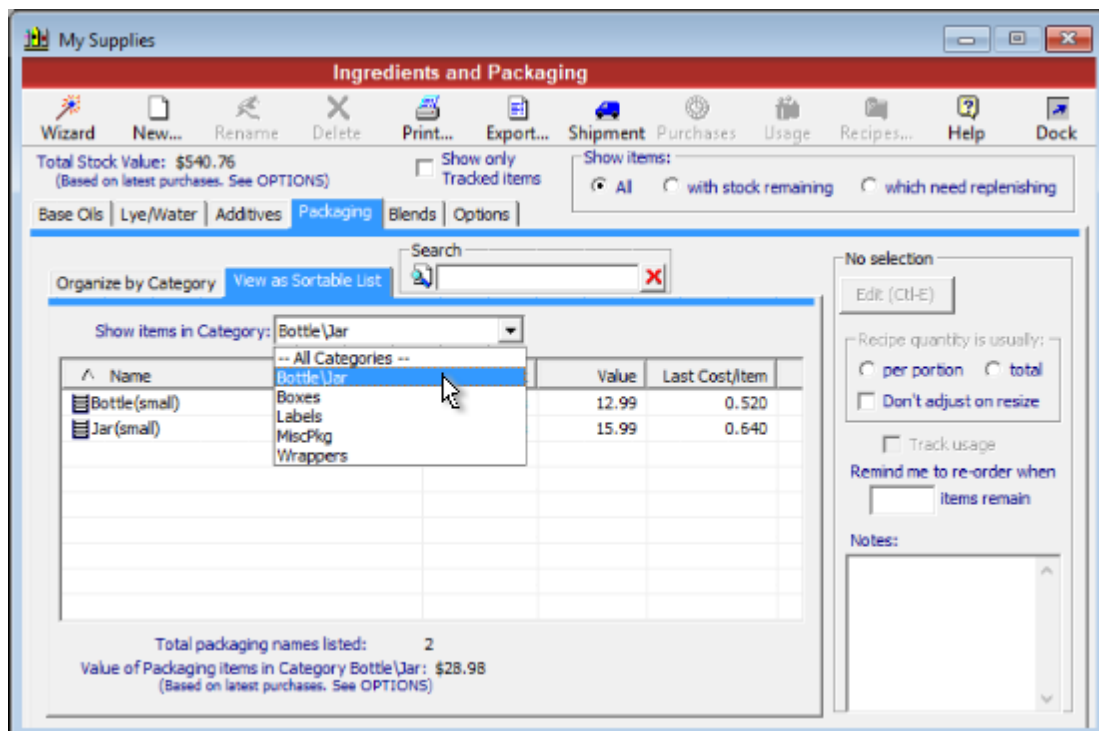 My Supplies
Ingredients and Packaging
Wizard New... Rename Delete Print... Export... Shipment Purchases Usage Recipes... Help Dock
Total Stock Value: $540.76
(Based on latest purchases. See OPTIONS)
Show only
Tracked items
Show items:
All with stock remaining which need replenishing
Base Oils Lye/Water Additives Packaging Blends Options
Organize by Category View as Sortable List
Search
No selection
Edit (Ctl-E)
Show items in Category: Bottle\Jar
-- All Categories --
Bottle\Jar
Boxes
Labels
MiscPkg
Wrappers
Name Value Last Cost/item
Bottle(small) 12.99 0.520
Jar(small) 15.99 0.640
Recipe quantity is usually:
per portion total
Don't adjust on resize
Track usage
Remind me to re-order when
items remain
Notes:
Total packaging names listed: 2
Value of Packaging items in Category Bottle\Jar: $28.98
(Based on latest purchases. See OPTIONS)